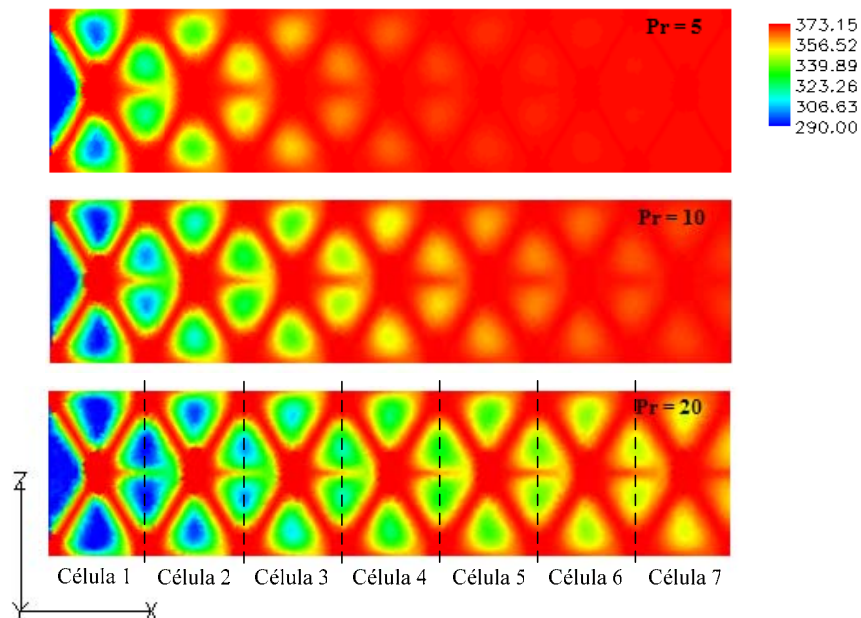 Pr = 5
373.15
356.52
339.89
323.26
306.63
290.00
Pr = 10
Pr = 20
Z
Célula 1 Célula 2 Célula 3 Célula 4 Célula 5 Célula 6 Célula 7
Y X